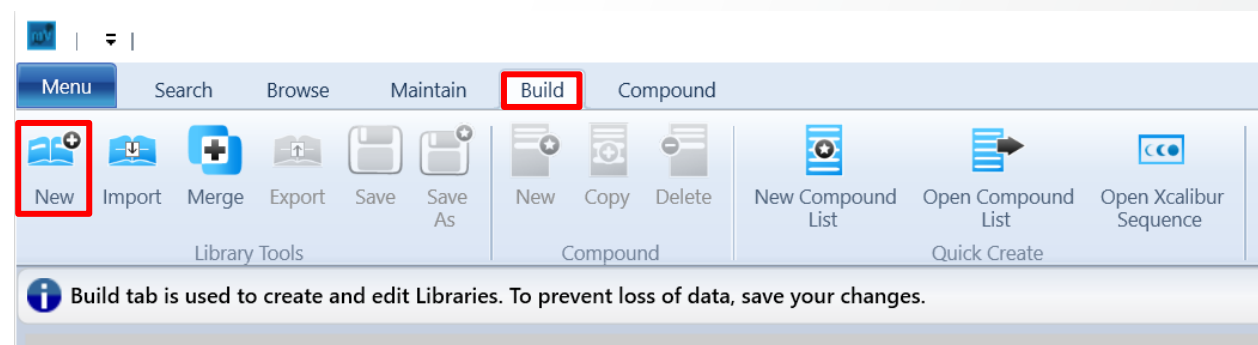 Menu Search Browse Maintain Build Compound
New Import Merge Export Save Save As New Copy Delete New Compound List Open Compound List Open Xcalibur Sequence
Library Tools Compound Quick Create
Build tab is used to create and edit Libraries. To prevent loss of data, save your changes.